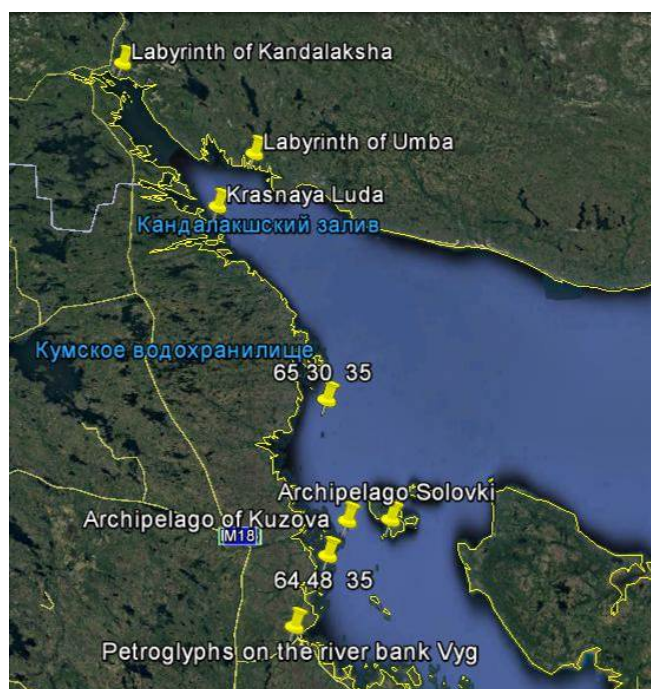 Labyrinth of Kandalaksha
Labyrinth of Umba
Krasnaya Luda
Кандалакшский залив
Кумское водохранилище
65 30 35
Archipelago Solovki
Archipelago of Kuzova
M18
64 48 35
Petroglyphs on the river bank Vyg